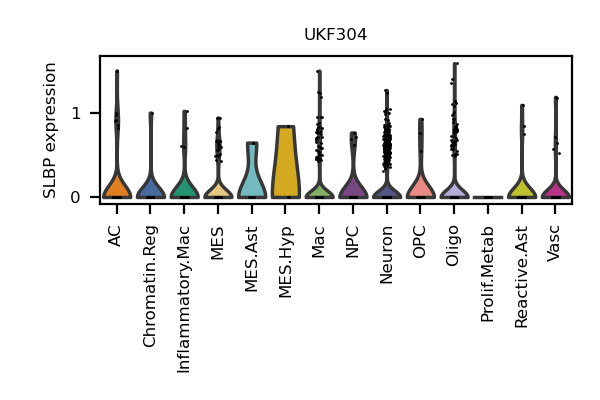 UKF304
SLBP expression
1
0
AC
Chromatin.Reg
Inflammatory.Mac
MES
MES.Ast
MES.Hyp
Mac
NPC
Neuron
OPC
Oligo
Prolif.Metab
Reactive.Ast
Vasc